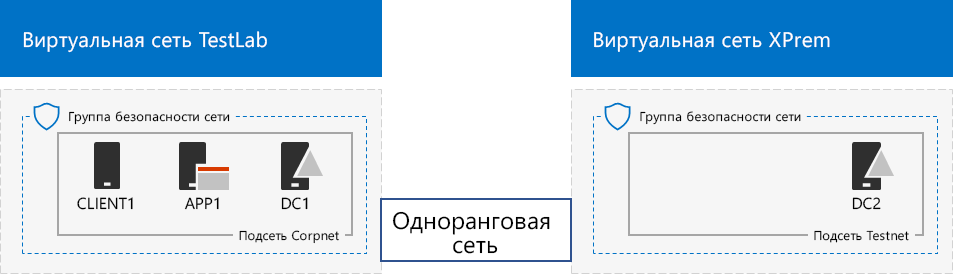 Виртуальная сеть TestLab
Группа безопасности сети
CLIENT1
APP1
DC1
Подсеть Corpnet
Одноранговая
сеть
Виртуальная сеть XPrem
Группа безопасности сети
DC2
Подсеть Testnet